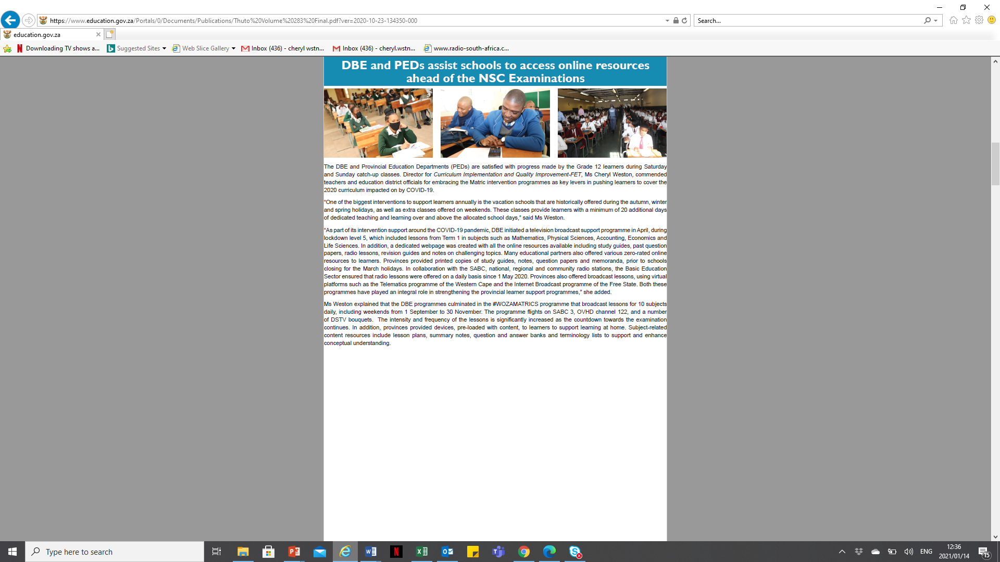 https://www.education.gov.za/Portals/0/Documents/Publications/Thuto%20Volume%20283%20Final.pdf?ver=2020-10-23-134350-000
Search...
education.gov.za
Downloading TV shows a...
Suggested Sites
Web Slice Gallery
Inbox (436) - cheryl wstn...
Inbox (436) - cheryl.wstn...
www.radio-south-africa.c...
DBE and PEDs assist schools to access online resources
ahead of the NSC Examinations
The DBE and Provincial Education Departments (PEDs) are satisfied with progress made by the Grade 12 learners during Saturday
and Sunday catch-up classes. Director for Curriculum Implementation and Quality Improvement-FET, Ms Cheryl Weston, commended
teachers and education district officials for embracing the Matric intervention programmes as key levers in pushing learners to cover the
2020 curriculum impacted on by COVID-19.
“One of the biggest interventions to support learners annually is the vacation schools that are historically offered during the autumn, winter
and spring holidays, as well as extra classes offered on weekends. These classes provide learners with a minimum of 20 additional days
of dedicated teaching and learning over and above the allocated school days,” said Ms Weston.
“As part of its intervention support around the COVID-19 pandemic, DBE initiated a television broadcast support programme in April, during
lockdown level 5, which included lessons from Term 1 in subjects such as Mathematics, Physical Sciences, Accounting, Economics and
Life Sciences. In addition, a dedicated webpage was created with all the online resources available including study guides, past question
papers, radio lessons, revision guides and notes on challenging topics. Many educational partners also offered various zero-rated online
resources to learners. Provinces provided printed copies of study guides, notes, question papers and memoranda, prior to schools
closing for the March holidays. In collaboration with the SABC, national, regional and community radio stations, the Basic Education
Sector ensured that radio lessons were offered on a daily basis since 1 May 2020. Provinces also offered broadcast lessons, using virtual
platforms such as the Telematics programme of the Western Cape and the Internet Broadcast programme of the Free State. Both these
programmes have played an integral role in strengthening the provincial learner support programmes,” she added.
Ms Weston explained that the DBE programmes culminated in the #WOZAMATRICS programme that broadcast lessons for 10 subjects
daily, including weekends from 1 September to 30 November. The programme flights on SABC 3, OVHD channel 122, and a number
of DSTV bouquets. The intensity and frequency of the lessons is significantly increased as the countdown towards the examination
continues. In addition, provinces provided devices, pre-loaded with content, to learners to support learning at home. Subject-related
content resources include lesson plans, summary notes, question and answer banks and terminology lists to support and enhance
conceptual understanding.
Type here to search
ENG
12:36
2021/01/14
15